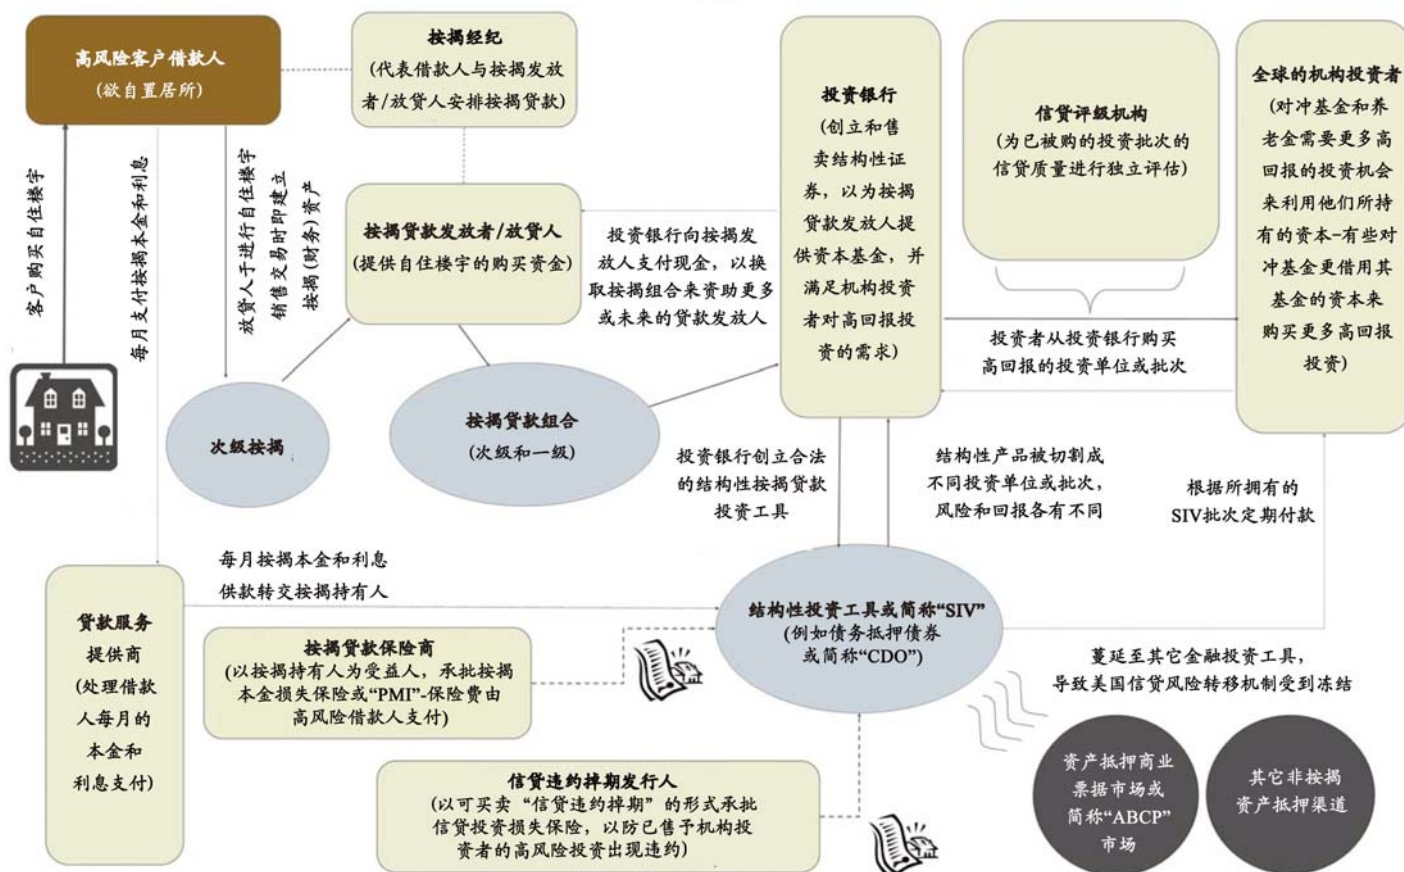 高风险客户借款人
(欲自置居所)
按揭经纪
(代表借款人与按揭发放
者/放贷人安排按揭贷款)
投资银行
(创立和售
卖结构性证
券，以为按揭
贷款发放人提
供资本基金，并
满足机构投资
者对高回报投
资的需求)
信贷评级机构
(为已被购的投资批次的
信贷质量进行独立评估)
全球的机构投资者
(对冲基金和养
老金需要更多高
回报的投资机会
来利用他们所持
有的资本-有些对
冲基金更借用其
基金的资本来
购买更多高回报
投资)
客户购买自住楼宇
每月支付按揭本金和利息
放贷人于进行自住楼宇
销售交易时即建立
按揭(财务)资产
按揭贷款发放者/放贷人
(提供自住楼宇的购买资金)
投资银行向按揭发
放人支付现金，以换
取按揭组合来资助更多
或未来的贷款发放人
投资者从投资银行购买
高回报的投资单位或批次
次级按揭
按揭贷款组合
(次级和一级)
投资银行创立合法
的结构性按揭贷款
投资工具
结构性产品被切割成
不同投资单位或批次，
风险和回报各有不同
根据所拥有的
SIV批次定期付款
每月按揭本金和利息
供款转交按揭持有人
贷款服务
提供商
(处理借款
人每月的
本金和
利息支付)
按揭贷款保险商
(以按揭持有人为受益人，承批按揭
本金损失保险或“PMI”-保险费由
高风险借款人支付)
结构性投资工具或简称“SIV”
(例如债务抵押债券
或简称“CDO”)
蔓延至其它金融投资工具，
导致美国信贷风险转移机制受到冻结
信贷违约掉期发行人
(以可买卖“信贷违约掉期”的形式承批
信贷投资损失保险，以防已售予机构投
资者的高风险投资出现违约)
资产抵押商业
票据市场或
简称“ABCP”
市场
其它非按揭
资产抵押渠道